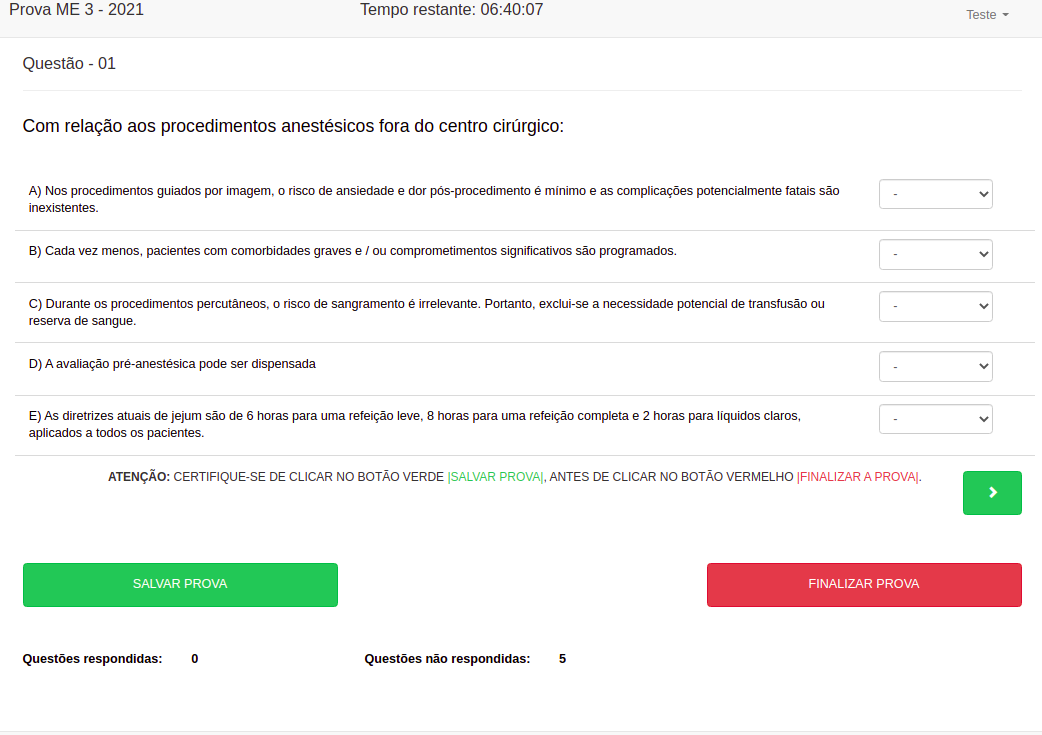 Prova ME 3 - 2021
Tempo restante: 06:40:07
Teste
Questão - 01
Com relação aos procedimentos anestésicos fora do centro cirúrgico:
A) Nos procedimentos guiados por imagem, o risco de ansiedade e dor pós-procedimento é mínimo e as complicações potencialmente fatais são
inexistentes.
-
B) Cada vez menos, pacientes com comorbidades graves e / ou comprometimentos significativos são programados.
-
C) Durante os procedimentos percutâneos, o risco de sangramento é irrelevante. Portanto, exclui-se a necessidade potencial de transfusão ou
reserva de sangue.
-
D) A avaliação pré-anestésica pode ser dispensada
-
E) As diretrizes atuais de jejum são de 6 horas para uma refeição leve, 8 horas para uma refeição completa e 2 horas para líquidos claros,
aplicados a todos os pacientes.
-
ATENÇÃO: CERTIFIQUE-SE DE CLICAR NO BOTÃO VERDE |SALVAR PROVA|, ANTES DE CLICAR NO BOTÃO VERMELHO |FINALIZAR A PROVA|.
SALVAR PROVA
FINALIZAR PROVA
Questões respondidas: 0
Questões não respondidas: 5